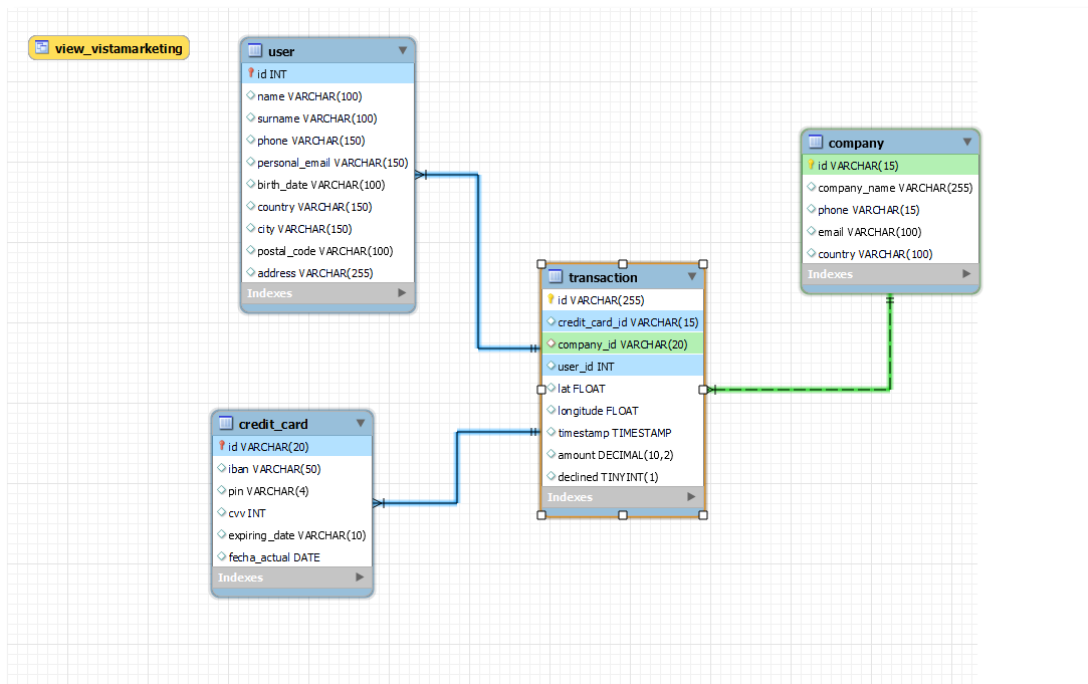 view_vistamarketing
user
id INT
name VARCHAR(100)
surname VARCHAR(100)
phone VARCHAR(150)
personal_email VARCHAR(150)
birth_date VARCHAR(100)
country VARCHAR(150)
city VARCHAR(150)
postal_code VARCHAR(100)
address VARCHAR(255)
Indexes
company
id VARCHAR(15)
company_name VARCHAR(255)
phone VARCHAR(15)
email VARCHAR(100)
country VARCHAR(100)
Indexes
transaction
id VARCHAR(255)
credit_card_id VARCHAR(15)
company_id VARCHAR(20)
user_id INT
lat FLOAT
longitude FLOAT
timestamp TIMESTAMP
amount DECIMAL(10,2)
declined TINYINT(1)
Indexes
credit_card
id VARCHAR(20)
iban VARCHAR(50)
pin VARCHAR(4)
cvv INT
expiring_date VARCHAR(10)
fecha_actual DATE
Indexes